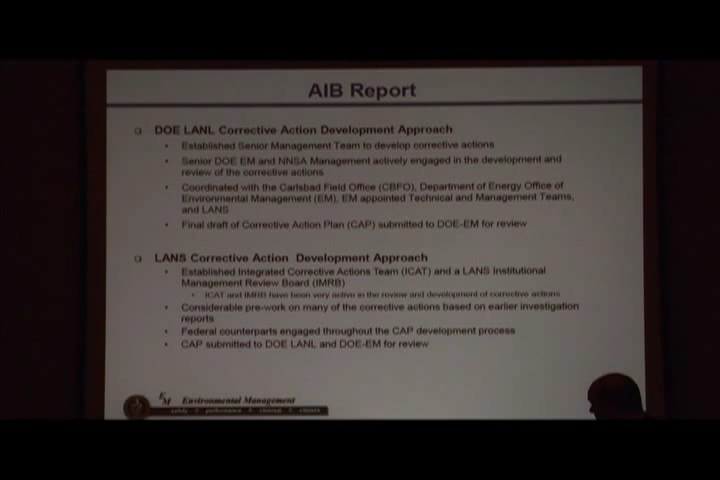 AIB Report
❑ DOE LANL Corrective Action Development Approach
• Established Senior Management Team to develop corrective actions
• Senior DOE EM and NNSA Management actively engaged in the development and
review of the corrective actions
• Coordinated with the Carlsbad Field Office (CBFO), Department of Energy Office of
Environmental Management (EM), EM appointed Technical and Management Teams,
and LANS
• Final draft of Corrective Action Plan (CAP) submitted to DOE-EM for review
❑ LANS Corrective Action Development Approach
• Established Integrated Corrective Actions Team (ICAT) and a LANS Institutional
Management Review Board (IMRB)
• ICAT and IMRB have been very active in the review and development of corrective actions
• Considerable pre-work on many of the corrective actions based on earlier investigation
reports
• Federal counterparts engaged throughout the CAP development process
• CAP submitted to DOE LANL and DOE-EM for review
EM Environmental Management
safety ❖ performance ❖ cleanup ❖ closure